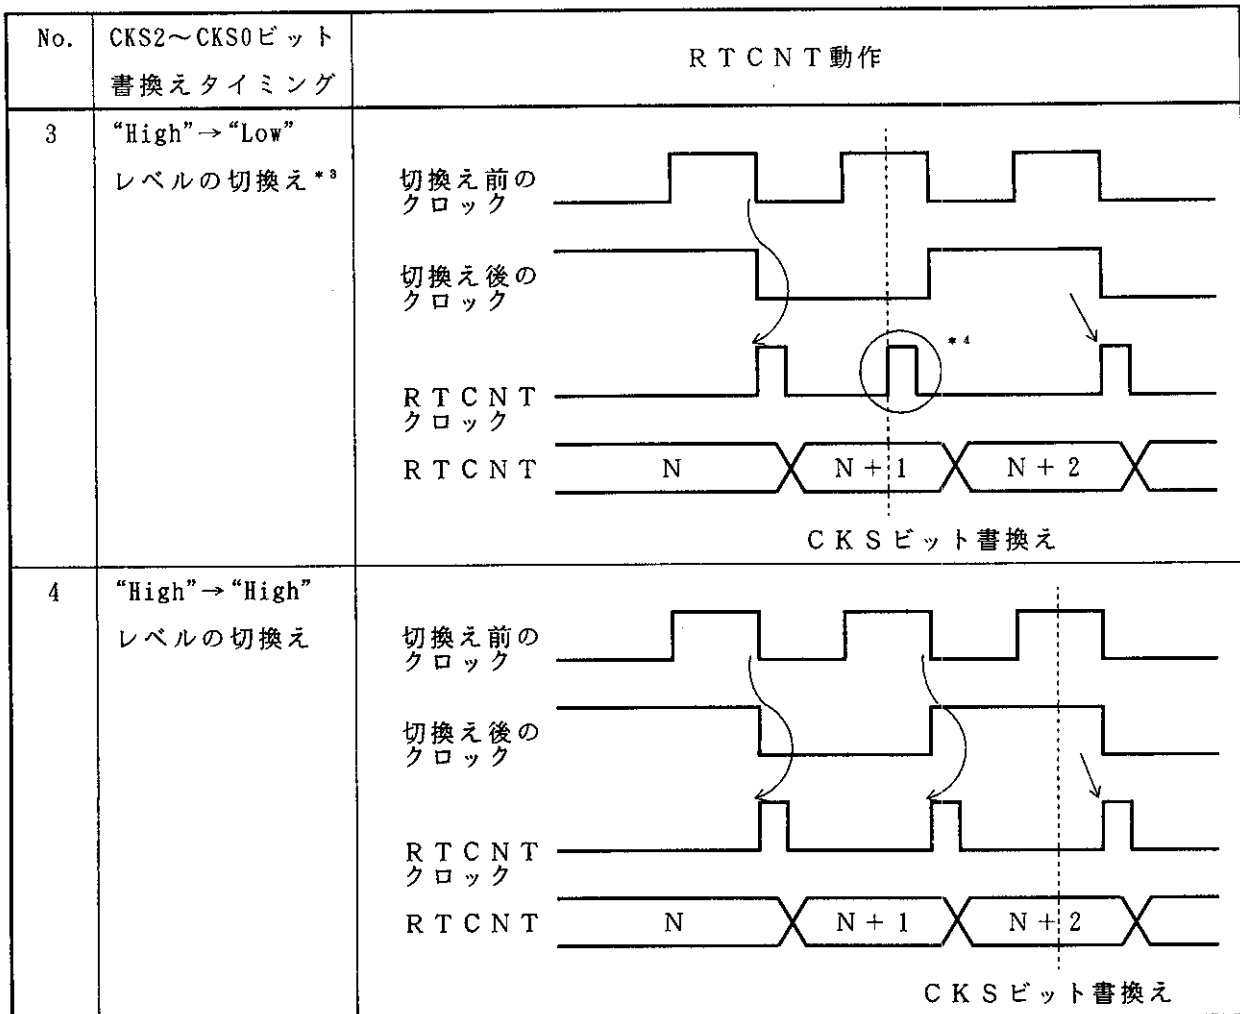 No.
CKS2～CKS0ビット
書換えタイミング
ＲＴＣＮＴ動作
3
“High”→“Low”
レベルの切換え*3
切換え前の
クロック
切換え後の
クロック
*4
ＲＴＣＮＴ
クロック
ＲＴＣＮＴ
N
N + 1
N + 2
ＣＫＳビット書換え
4
“High”→“High”
レベルの切換え
切換え前の
クロック
切換え後の
クロック
ＲＴＣＮＴ
クロック
ＲＴＣＮＴ
N
N + 1
N + 2
ＣＫＳビット書換え